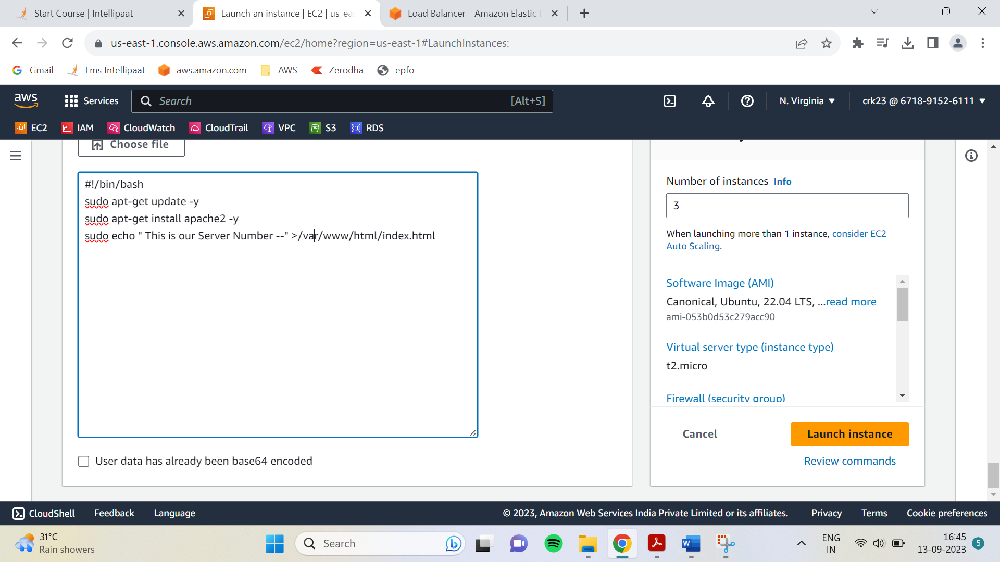 Start Course | Intellipaat
Launch an instance | EC2 | us-eas
Load Balancer - Amazon Elastic
us-east-1.console.aws.amazon.com/ec2/home?region=us-east-1#LaunchInstances:
Gmail
Lms Intellipaat
aws.amazon.com
AWS
Zerodha
epfo
aws
Services
Search
[Alt+S]
N. Virginia
crk23 @ 6718-9152-6111
EC2
IAM
CloudWatch
CloudTrail
VPC
S3
RDS
Choose file
#!/bin/bash
sudo apt-get update -y
sudo apt-get install apache2 -y
sudo echo " This is our Server Number --" >/var/www/html/index.html
User data has already been base64 encoded
Number of instances Info
3
When launching more than 1 instance, consider EC2
Auto Scaling.
Software Image (AMI)
Canonical, Ubuntu, 22.04 LTS, ...read more
ami-053b0d53c279acc90
Virtual server type (instance type)
t2.micro
Firewall (security group)
Cancel
Launch instance
Review commands
CloudShell
Feedback
Language
© 2023, Amazon Web Services India Private Limited or its affiliates.
Privacy
Terms
Cookie preferences
31°C
Rain showers
Search
ENG
IN
16:45
13-09-2023
5